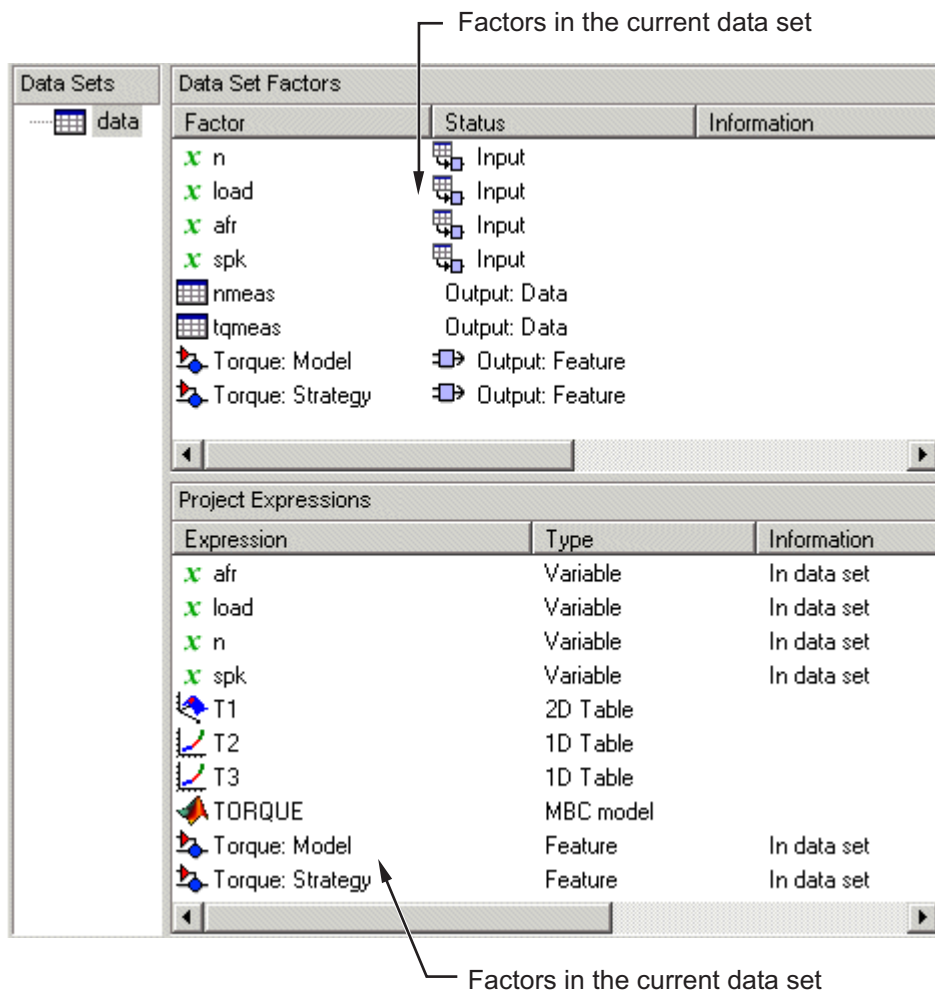 Factors in the current data set
Data Sets
data
Data Set Factors
Factor Status Information
n Input
load Input
afr Input
spk Input
nmeas Output: Data
tqmeas Output: Data
Torque: Model Output: Feature
Torque: Strategy Output: Feature
Project Expressions
Expression Type Information
afr Variable In data set
load Variable In data set
n Variable In data set
spk Variable In data set
T1 2D Table
T2 1D Table
T3 1D Table
TORQUE MBC model
Torque: Model Feature In data set
Torque: Strategy Feature In data set
Factors in the current data set